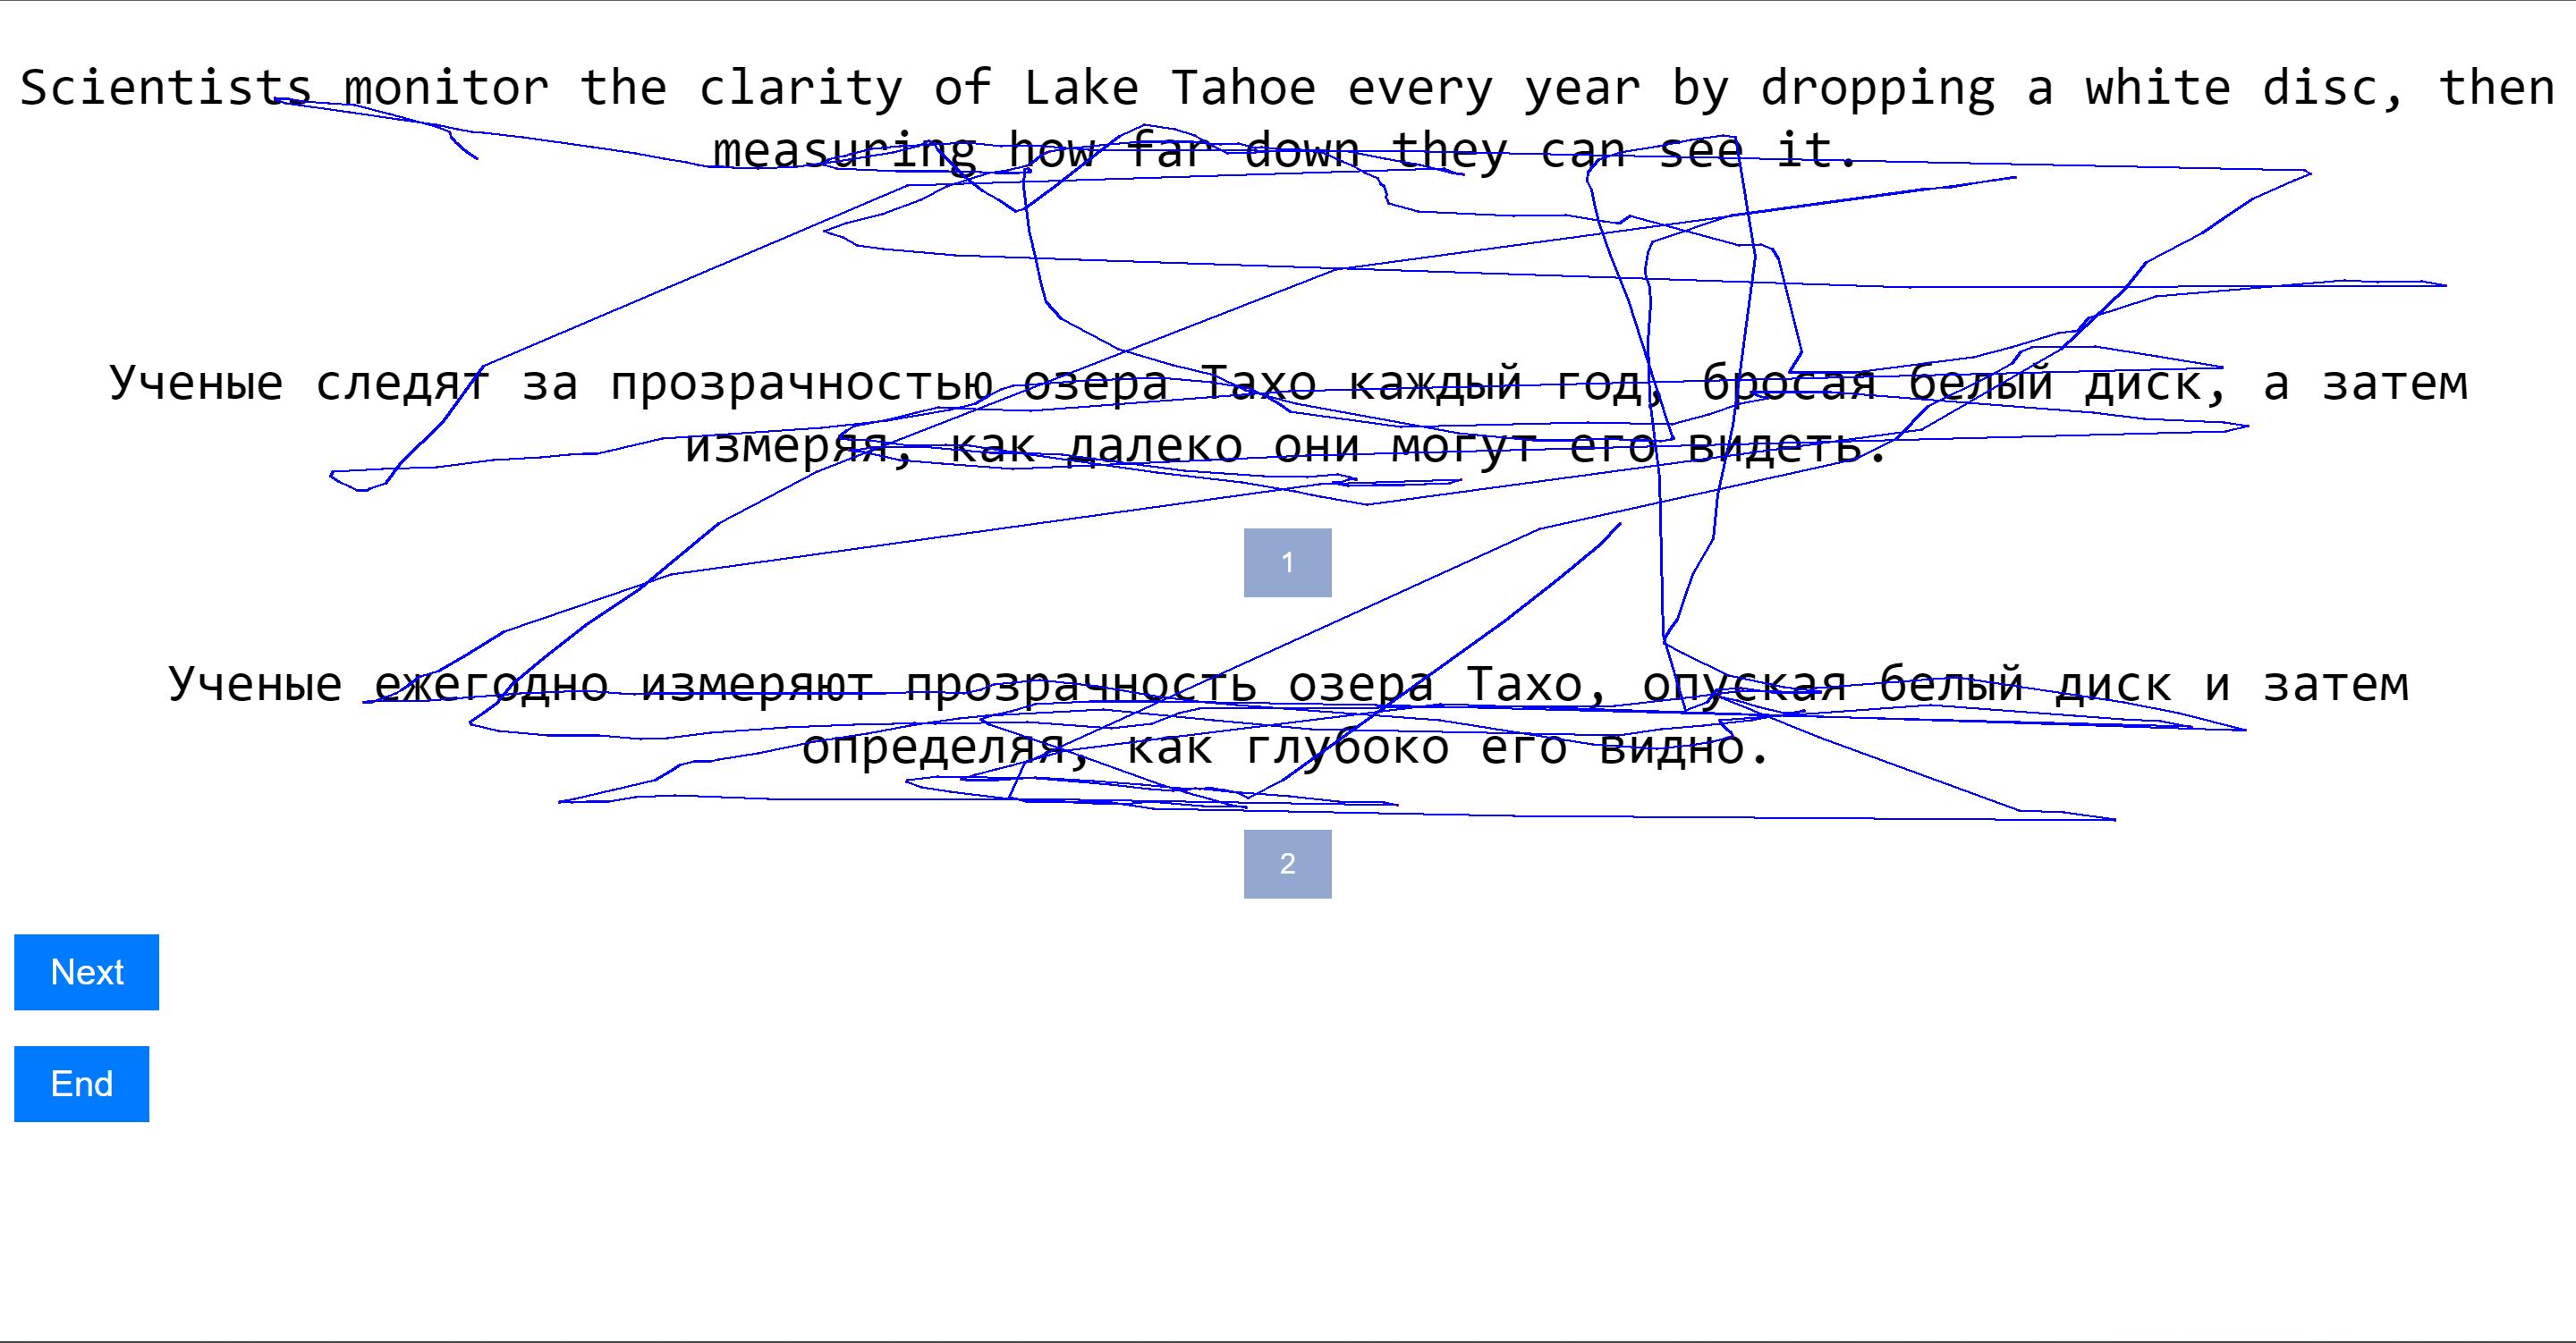 Scientists monitor the clarity of Lake Tahoe every year by dropping a white disc, then
measuring how far down they can see it.
Ученые следят за прозрачностью озера Тахо каждый год, бросая белый диск, а затем
измеряя, как далеко они могут его видеть.
1
Ученые ежегодно измеряют прозрачность озера Тахо, опуская белый диск и затем
определяя, как глубоко его видно.
2
Next
End